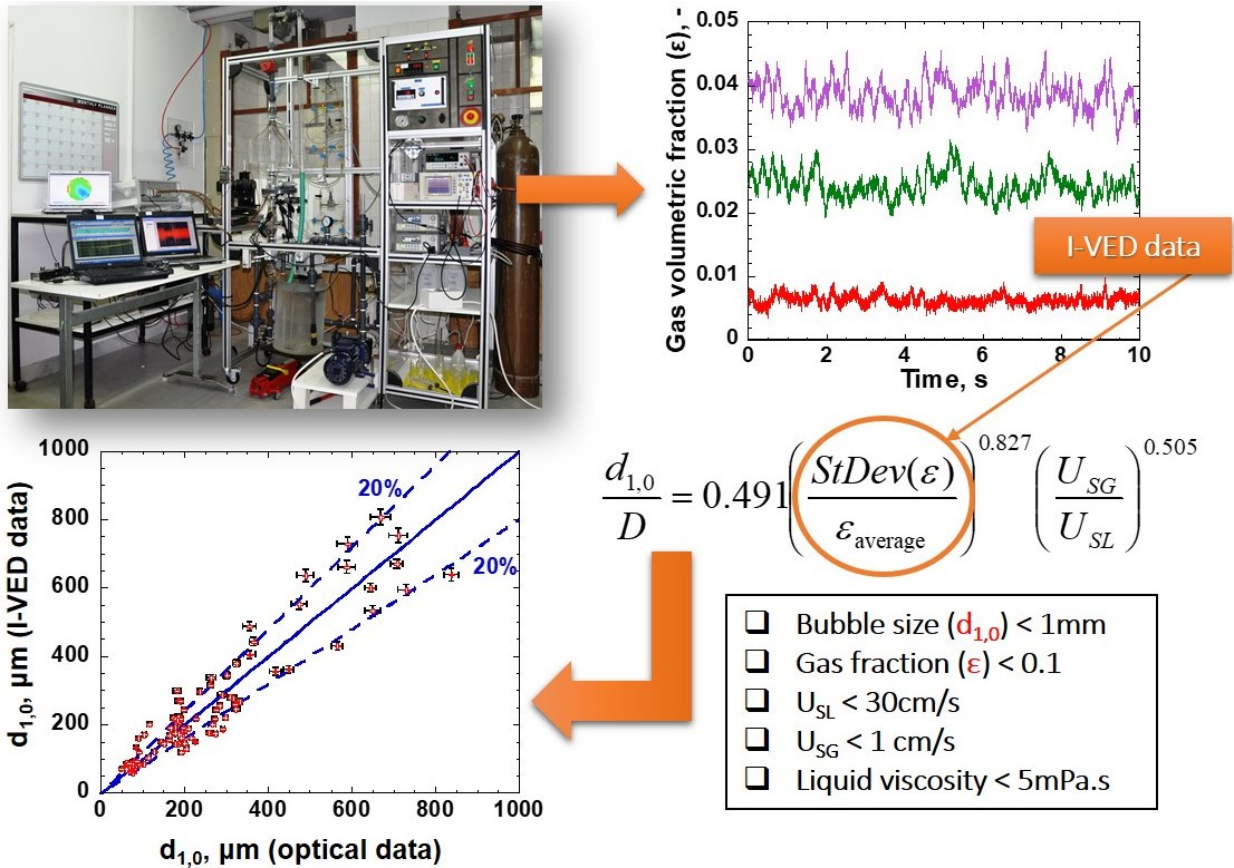 MONTHLY PLANNER
Gas volumetric fraction (ε), -
0.05
0.04
0.03
0.02
0.01
0
0 2 4 6 8 10
Time, s
I-VED data
d1,0 / D = 0.491 ( StDev(ε) / εaverage )^0.827 ( USG / USL )^0.505
d1,0, µm (I-VED data)
1000
800
600
400
200
0
20%
20%
0 200 400 600 800 1000
d1,0, µm (optical data)
❑ Bubble size (d1,0) < 1mm
❑ Gas fraction (ε) < 0.1
❑ USL < 30cm/s
❑ USG < 1 cm/s
❑ Liquid viscosity < 5mPa.s